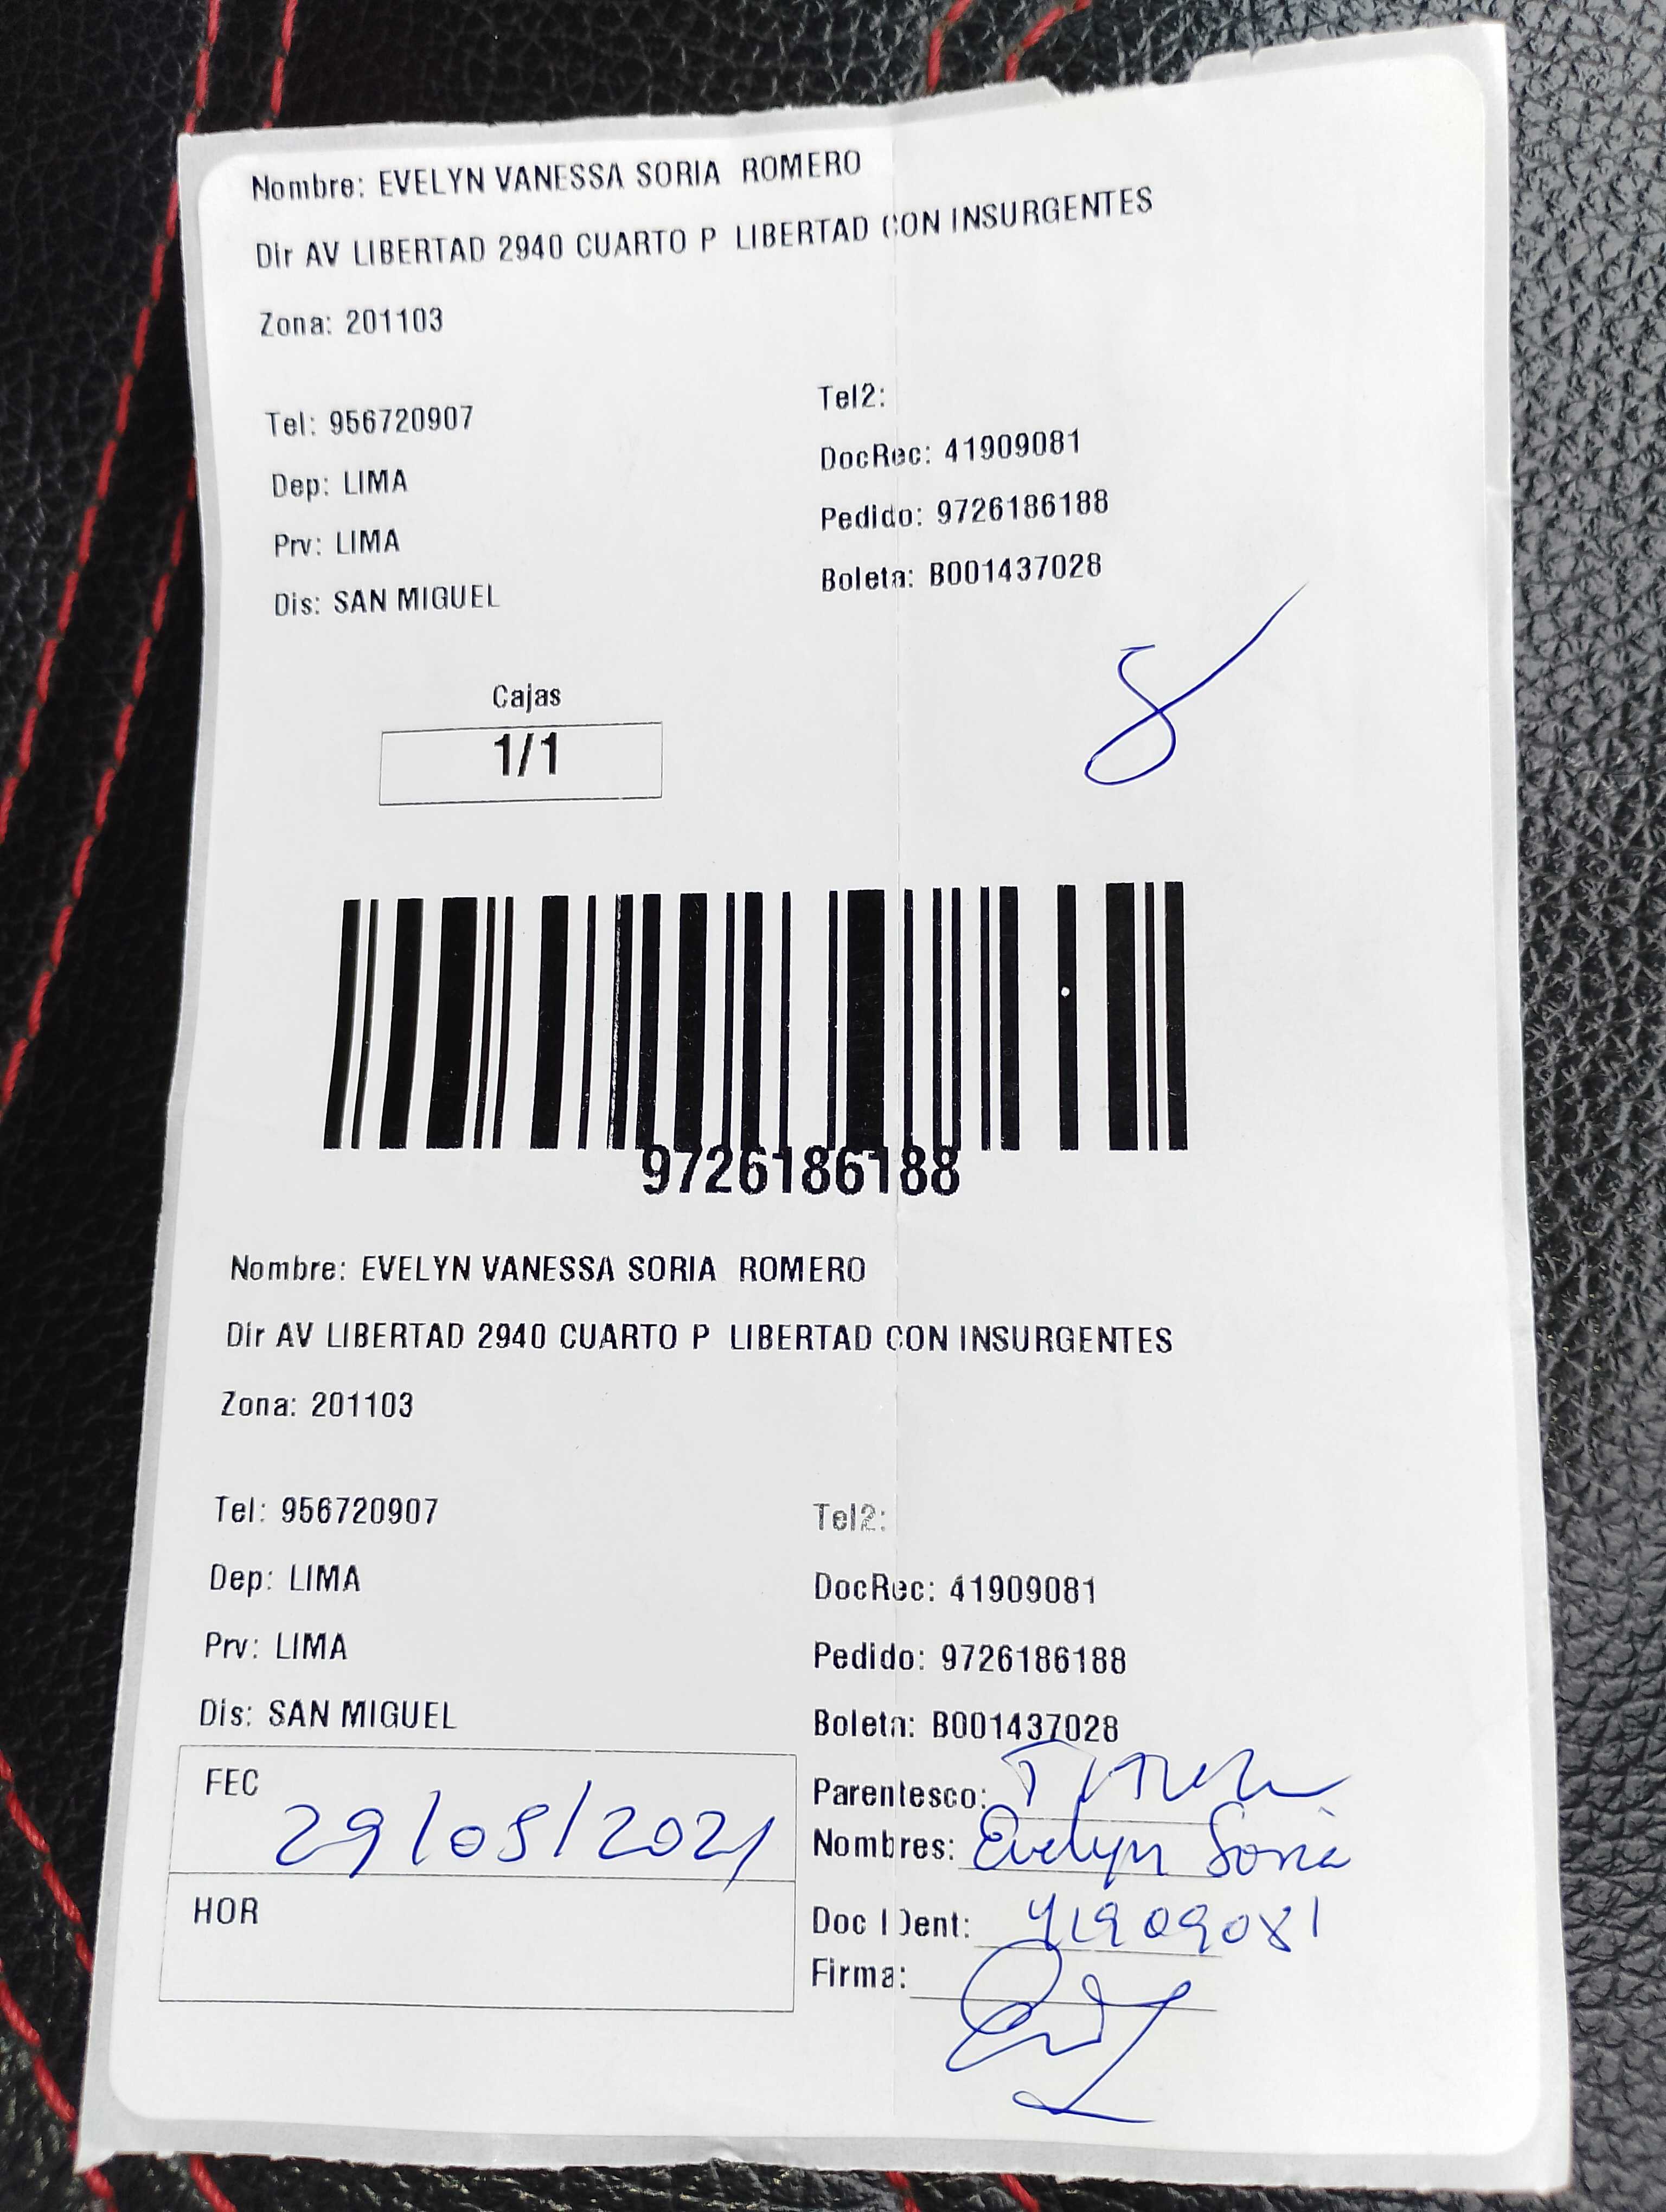 Nombre: EVELYN VANESSA SORIA ROMERO
Dir AV LIBERTAD 2940 CUARTO P LIBERTAD CON INSURGENTES
Zona: 201103
Tel: 956720907
Tel2:
Dep: LIMA
DocRec: 41909081
Prv: LIMA
Pedido: 9726186188
Dis: SAN MIGUEL
Boleta: B001437028
Cajas
1/1
9726186188
Nombre: EVELYN VANESSA SORIA ROMERO
Dir AV LIBERTAD 2940 CUARTO P LIBERTAD CON INSURGENTES
Zona: 201103
Tel: 956720907
Tel2:
Dep: LIMA
DocRec: 41909081
Prv: LIMA
Pedido: 9726186188
Dis: SAN MIGUEL
Boleta: B001437028
FEC 29/05/2021
Parentesco:
Nombres: Evelyn Soria
HOR
Doc IDent: 41909081
Firma: